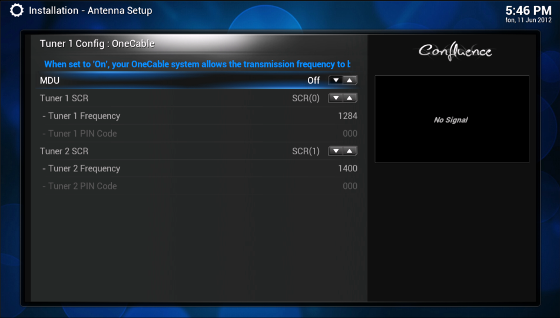 Installation - Antenna Setup
5:46 PM
ton, 11 Jun 2012
Tuner 1 Config : OneCable
When set to 'On', your OneCable system allows the transmission frequency to b
MDU Off
Tuner 1 SCR SCR(0)
- Tuner 1 Frequency 1284
- Tuner 1 PIN Code 000
Tuner 2 SCR SCR(1)
- Tuner 2 Frequency 1400
- Tuner 2 PIN Code 000
Confluence
No Signal